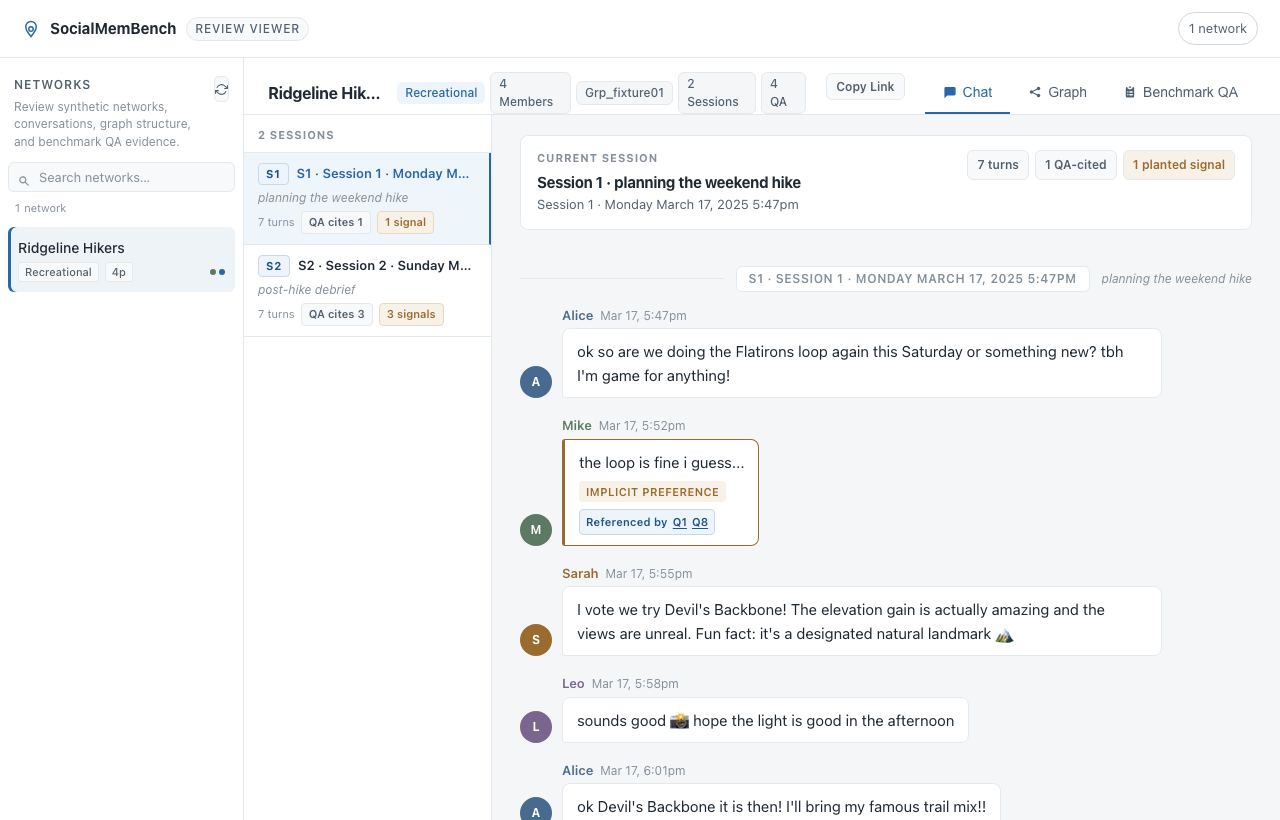 SocialMemBench REVIEW VIEWER 1 network
NETWORKS
Review synthetic networks,
conversations, graph structure,
and benchmark QA evidence.
Search networks...
1 network
Ridgeline Hikers
Recreational 4p
Ridgeline Hik... Recreational
4
Members
Grp_fixture01
2
Sessions
4
QA
Copy Link
Chat
Graph
Benchmark QA
2 SESSIONS
S1 S1 · Session 1 · Monday M...
planning the weekend hike
7 turns QA cites 1 1 signal
S2 S2 · Session 2 · Sunday M...
post-hike debrief
7 turns QA cites 3 3 signals
CURRENT SESSION
Session 1 · planning the weekend hike
Session 1 · Monday March 17, 2025 5:47pm
7 turns 1 QA-cited 1 planted signal
S1 · SESSION 1 · MONDAY MARCH 17, 2025 5:47PM planning the weekend hike
Alice Mar 17, 5:47pm
ok so are we doing the Flatirons loop again this Saturday or something new? tbh
I'm game for anything!
A
Mike Mar 17, 5:52pm
the loop is fine i guess...
IMPLICIT PREFERENCE
Referenced by Q1 Q8
M
Sarah Mar 17, 5:55pm
I vote we try Devil's Backbone! The elevation gain is actually amazing and the
views are unreal. Fun fact: it's a designated natural landmark 🏔️
S
Leo Mar 17, 5:58pm
sounds good 📸 hope the light is good in the afternoon
L
Alice Mar 17, 6:01pm
ok Devil's Backbone it is then! I'll bring my famous trail mix!!
A